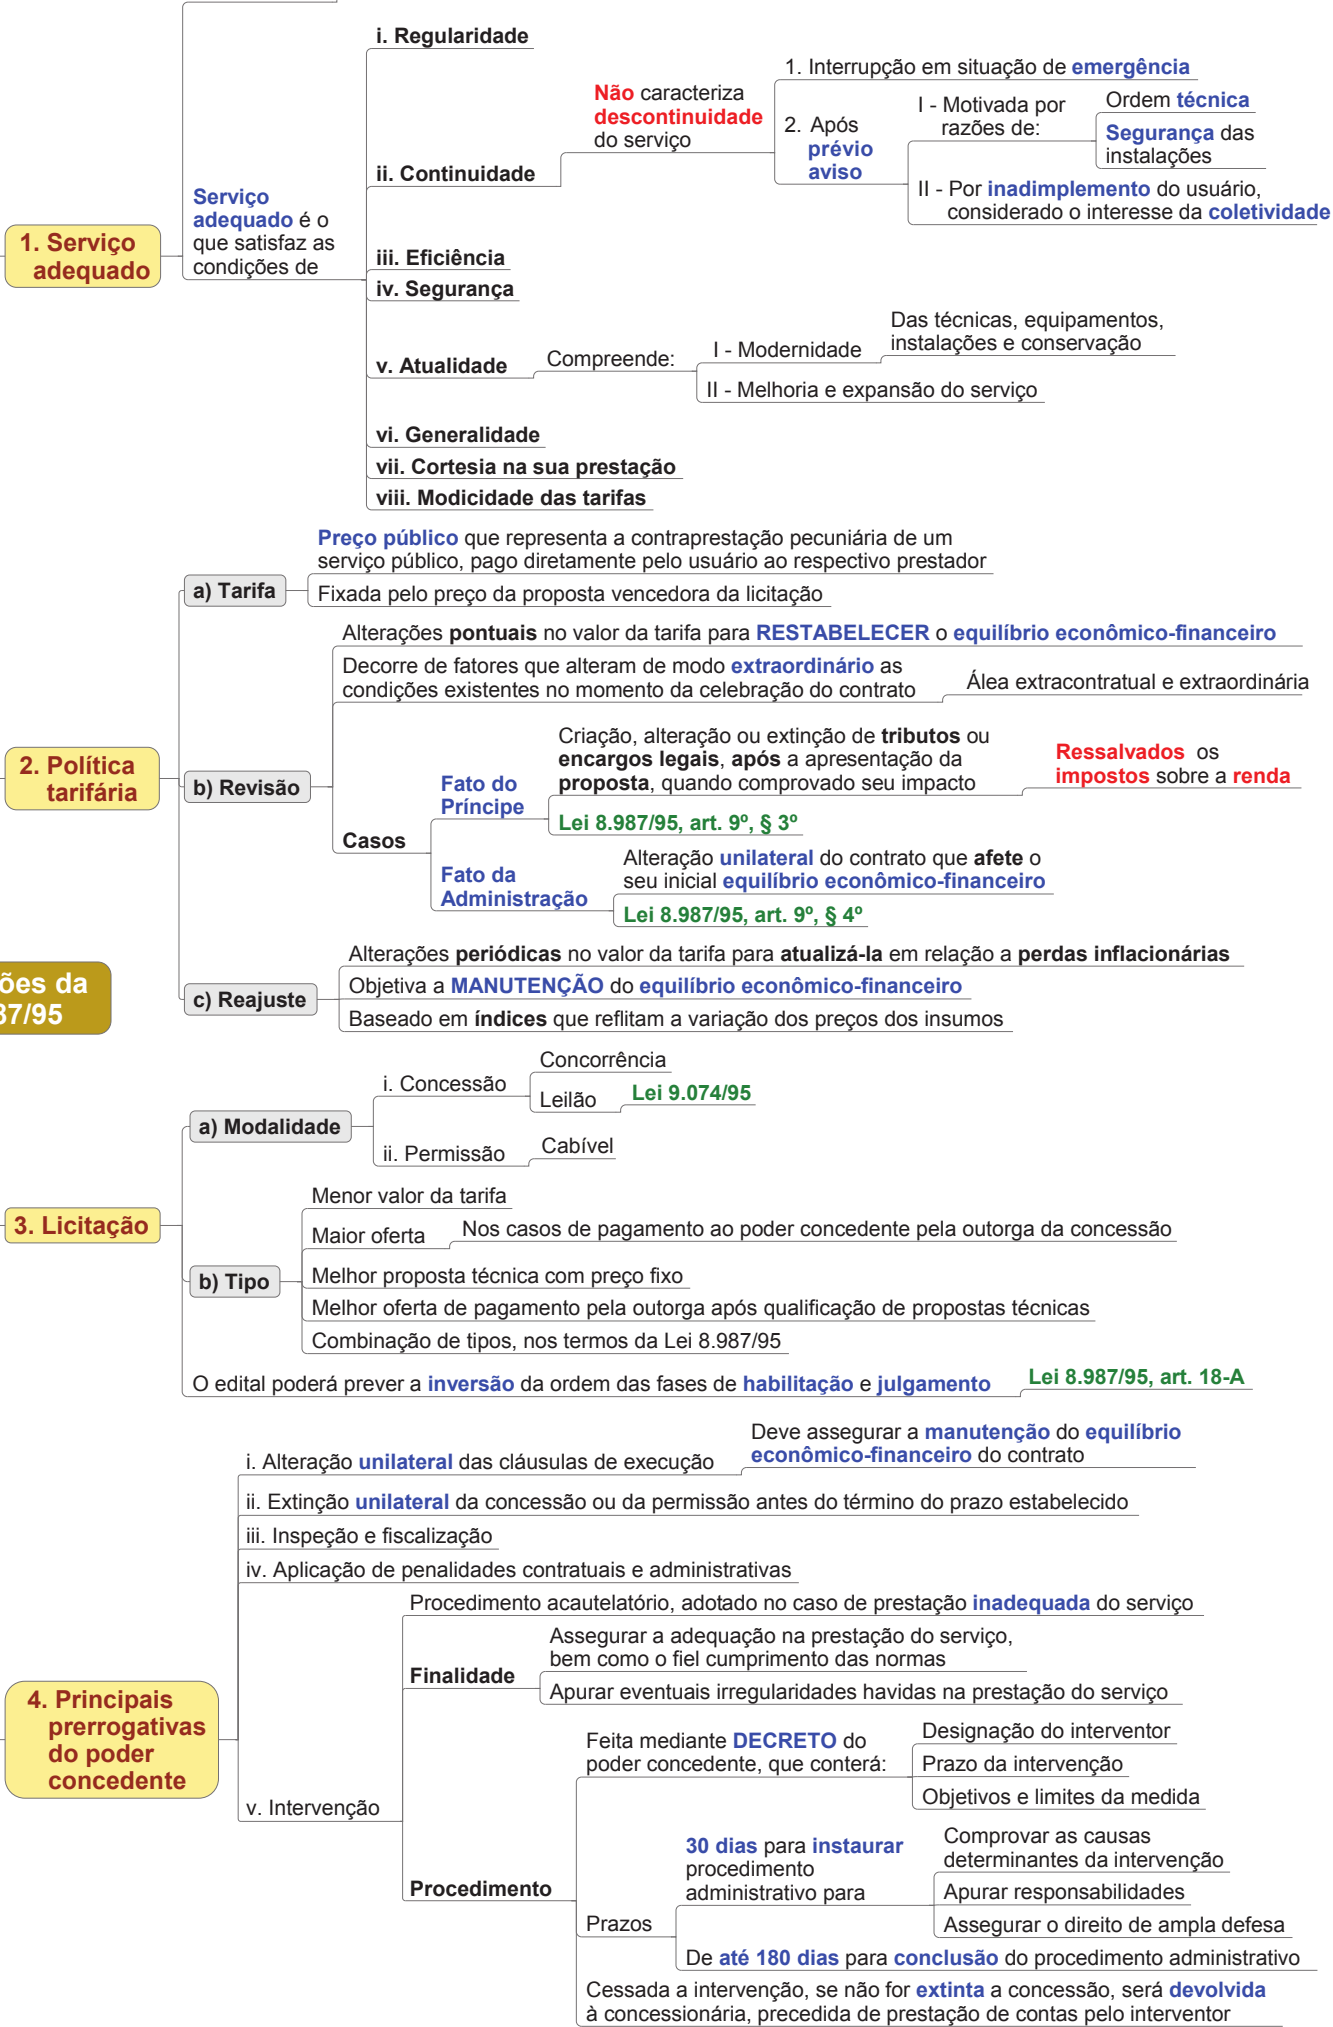 1. Serviço
adequado
Serviço
adequado é o
que satisfaz as
condições de
i. Regularidade
ii. Continuidade
Não caracteriza
descontinuidade
do serviço
1. Interrupção em situação de emergência
2. Após
prévio
aviso
I - Motivada por
razões de:
Ordem técnica
Segurança das
instalações
II - Por inadimplemento do usuário,
considerado o interesse da coletividade
iii. Eficiência
iv. Segurança
v. Atualidade
Compreende:
I - Modernidade
Das técnicas, equipamentos,
instalações e conservação
II - Melhoria e expansão do serviço
vi. Generalidade
vii. Cortesia na sua prestação
viii. Modicidade das tarifas
2. Política
tarifária
a) Tarifa
Preço público que representa a contraprestação pecuniária de um
serviço público, pago diretamente pelo usuário ao respectivo prestador
Fixada pelo preço da proposta vencedora da licitação
b) Revisão
Alterações pontuais no valor da tarifa para RESTABELECER o equilíbrio econômico-financeiro
Decorre de fatores que alteram de modo extraordinário as
condições existentes no momento da celebração do contrato
Álea extracontratual e extraordinária
Casos
Fato do
Príncipe
Criação, alteração ou extinção de tributos ou
encargos legais, após a apresentação da
proposta, quando comprovado seu impacto
Ressalvados os
impostos sobre a renda
Lei 8.987/95, art. 9º, § 3º
Fato da
Administração
Alteração unilateral do contrato que afete o
seu inicial equilíbrio econômico-financeiro
Lei 8.987/95, art. 9º, § 4º
c) Reajuste
Alterações periódicas no valor da tarifa para atualizá-la em relação a perdas inflacionárias
Objetiva a MANUTENÇÃO do equilíbrio econômico-financeiro
Baseado em índices que reflitam a variação dos preços dos insumos
ões da
87/95
3. Licitação
a) Modalidade
i. Concessão
Concorrência
Leilão
Lei 9.074/95
ii. Permissão
Cabível
b) Tipo
Menor valor da tarifa
Maior oferta
Nos casos de pagamento ao poder concedente pela outorga da concessão
Melhor proposta técnica com preço fixo
Melhor oferta de pagamento pela outorga após qualificação de propostas técnicas
Combinação de tipos, nos termos da Lei 8.987/95
O edital poderá prever a inversão da ordem das fases de habilitação e julgamento
Lei 8.987/95, art. 18-A
4. Principais
prerrogativas
do poder
concedente
i. Alteração unilateral das cláusulas de execução
Deve assegurar a manutenção do equilíbrio
econômico-financeiro do contrato
ii. Extinção unilateral da concessão ou da permissão antes do término do prazo estabelecido
iii. Inspeção e fiscalização
iv. Aplicação de penalidades contratuais e administrativas
v. Intervenção
Procedimento acautelatório, adotado no caso de prestação inadequada do serviço
Finalidade
Assegurar a adequação na prestação do serviço,
bem como o fiel cumprimento das normas
Apurar eventuais irregularidades havidas na prestação do serviço
Procedimento
Feita mediante DECRETO do
poder concedente, que conterá:
Designação do interventor
Prazo da intervenção
Objetivos e limites da medida
Prazos
30 dias para instaurar
procedimento
administrativo para
Comprovar as causas
determinantes da intervenção
Apurar responsabilidades
Assegurar o direito de ampla defesa
De até 180 dias para conclusão do procedimento administrativo
Cessada a intervenção, se não for extinta a concessão, será devolvida
à concessionária, precedida de prestação de contas pelo interventor